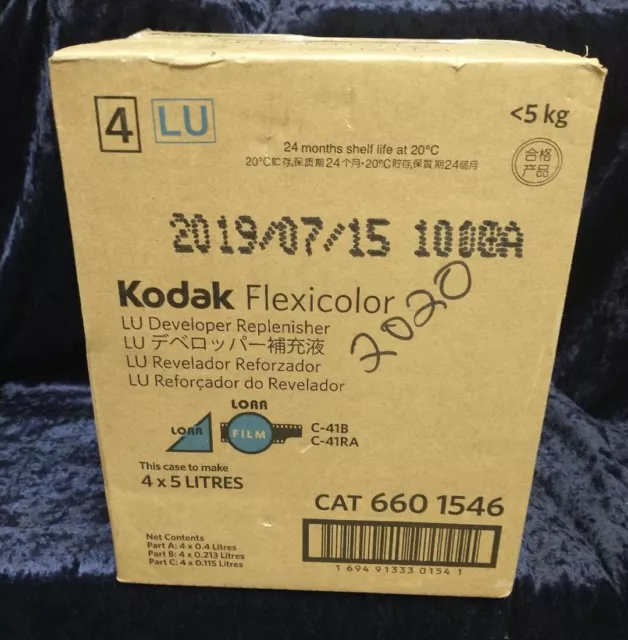 4 LU
<5 kg
24 months shelf life at 20°C
20°C贮存,保质期24个月·20°C貯存,保質期24個月
合格
产品
2019/07/15 1000A
Kodak Flexicolor
2020
LU Developer Replenisher
LU デベロッパー補充液
LU Revelador Reforzador
LU Reforçador do Revelador
LORR
LORR
FILM
C-41B
C-41RA
This case to make
4 x 5 LITRES
CAT 660 1546
Net Contents
Part A: 4 x 0.4 Litres
Part B: 4 x 0.213 Litres
Part C: 4 x 0.115 Litres
1 694 91333 0154 1